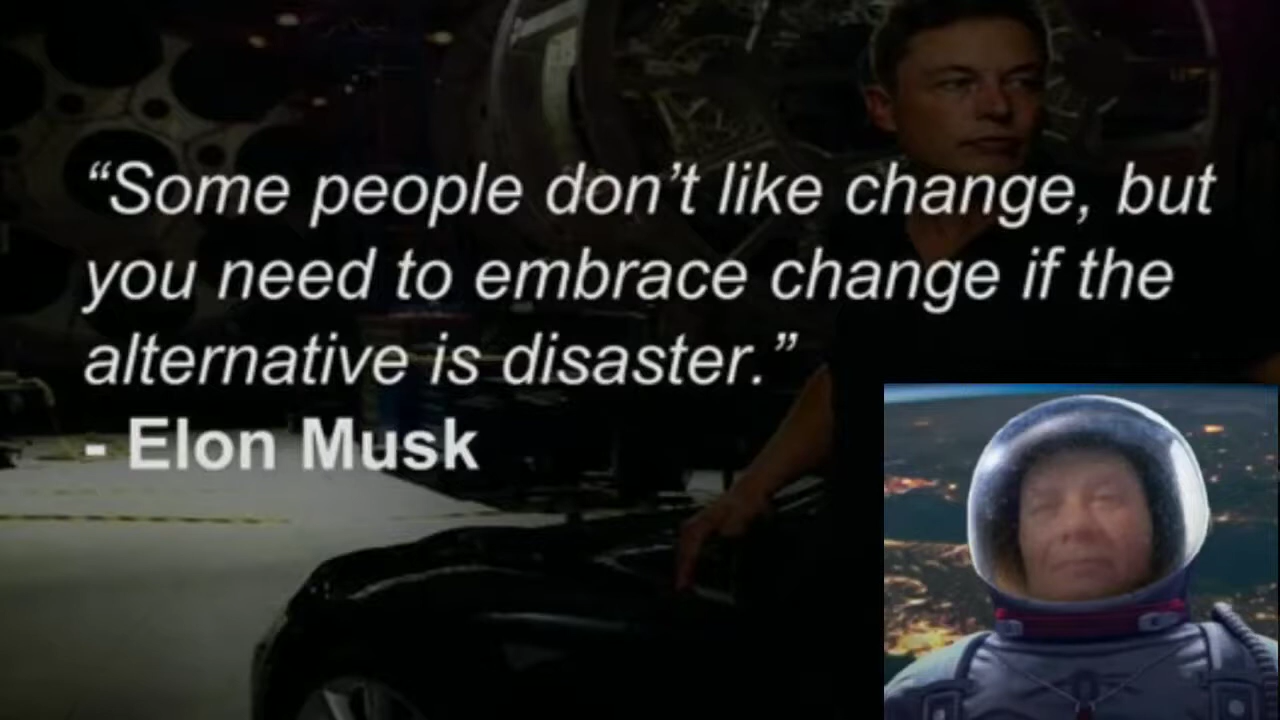 “Some people don’t like change, but
you need to embrace change if the
alternative is disaster.”
- Elon Musk